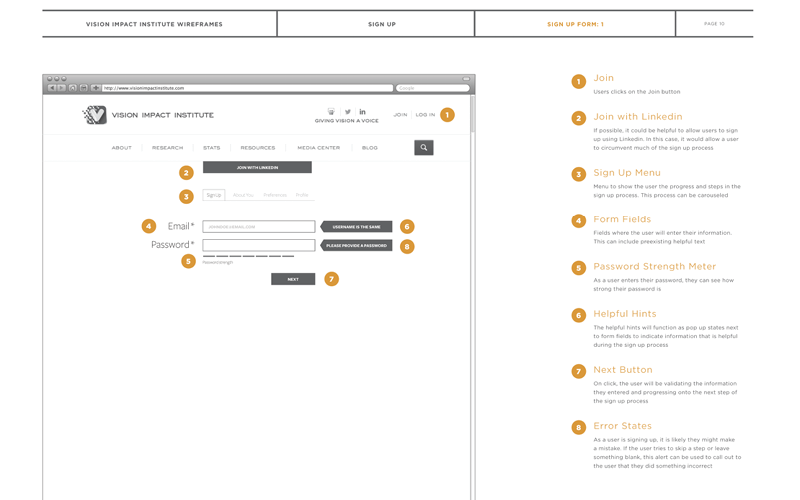 VISION IMPACT INSTITUTE WIREFRAMES
SIGN UP
SIGN UP FORM: 1
PAGE 10
http://www.visionimpactinstitute.com
Google
VISION IMPACT INSTITUTE
GIVING VISION A VOICE
JOIN
LOG IN
1
ABOUT
RESEARCH
STATS
RESOURCES
MEDIA CENTER
BLOG
2
JOIN WITH LINKEDIN
3
Sign Up
About You
Preferences
Profile
4
Email*
USERNAME IS THE SAME
6
Password*
PLEASE PROVIDE A PASSWORD
8
5
Password Strength
NEXT
7
1
Join
Users clicks on the Join button
2
Join with Linkedin
If possible, it could be helpful to allow users to sign
up using Linkedin. In this case, it would allow a user
to circumvent much of the sign up process
3
Sign Up Menu
Menu to show the user the progress and steps in the
sign up process. This process can be carouseled
4
Form Fields
Fields where the user will enter their information.
This can include preexisting helpful text
5
Password Strength Meter
As a user enters their password, they can see how
strong their password is
6
Helpful Hints
The helpful hints will function as pop up states next
to form fields to indicate information that is helpful
during the sign up process
7
Next Button
On click, the user will be validating the information
they entered and progressing onto the next step of
the sign up process
8
Error States
As a user is signing up, it is likely they might make
a mistake. If the user tries to skip a step or leave
something blank, this alert can be used to call out to
the user that they did something incorrect